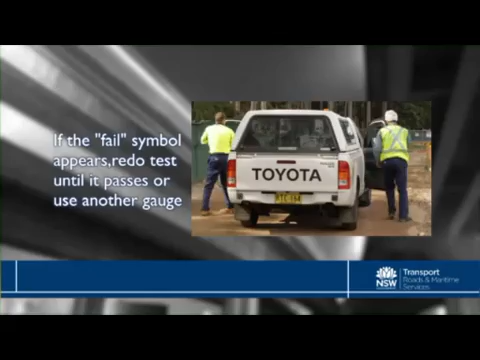 If the "fail" symbol
appears,redo test
until it passes or
use another gauge
TOYOTA
NSW
Transport
Roads & Maritime
Services